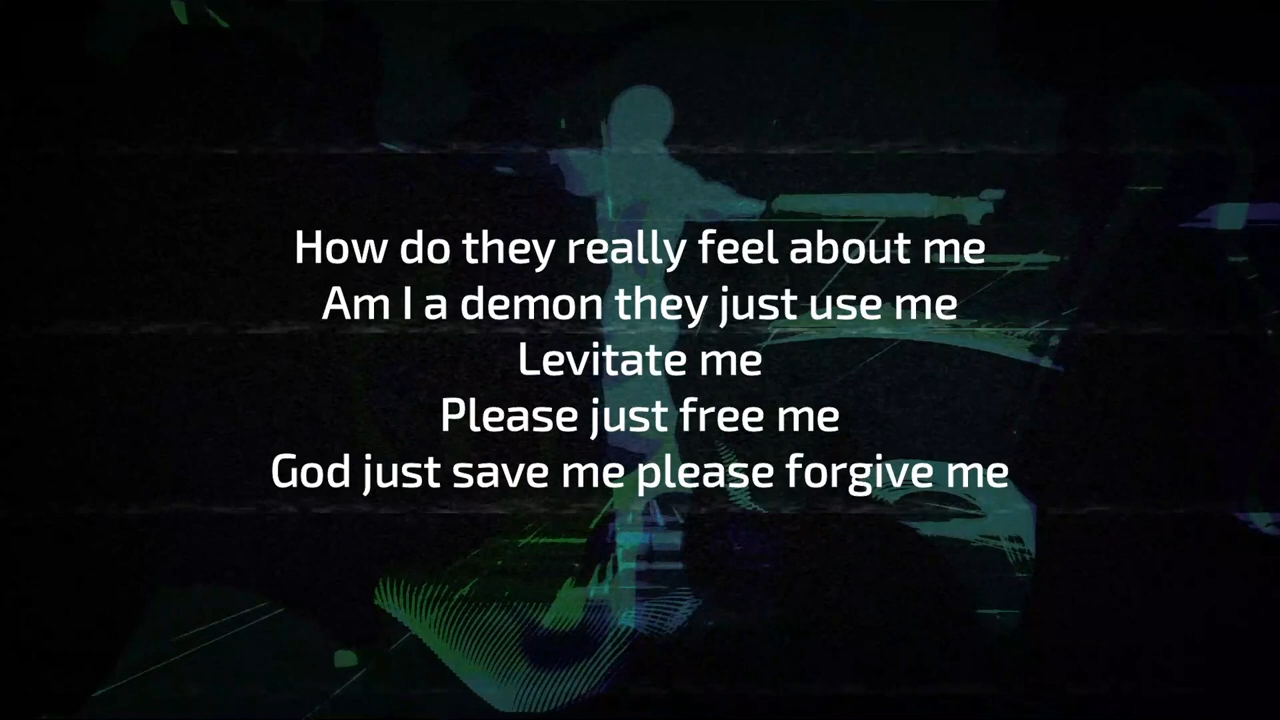 How do they really feel about me
Am I a demon they just use me
Levitate me
Please just free me
God just save me please forgive me